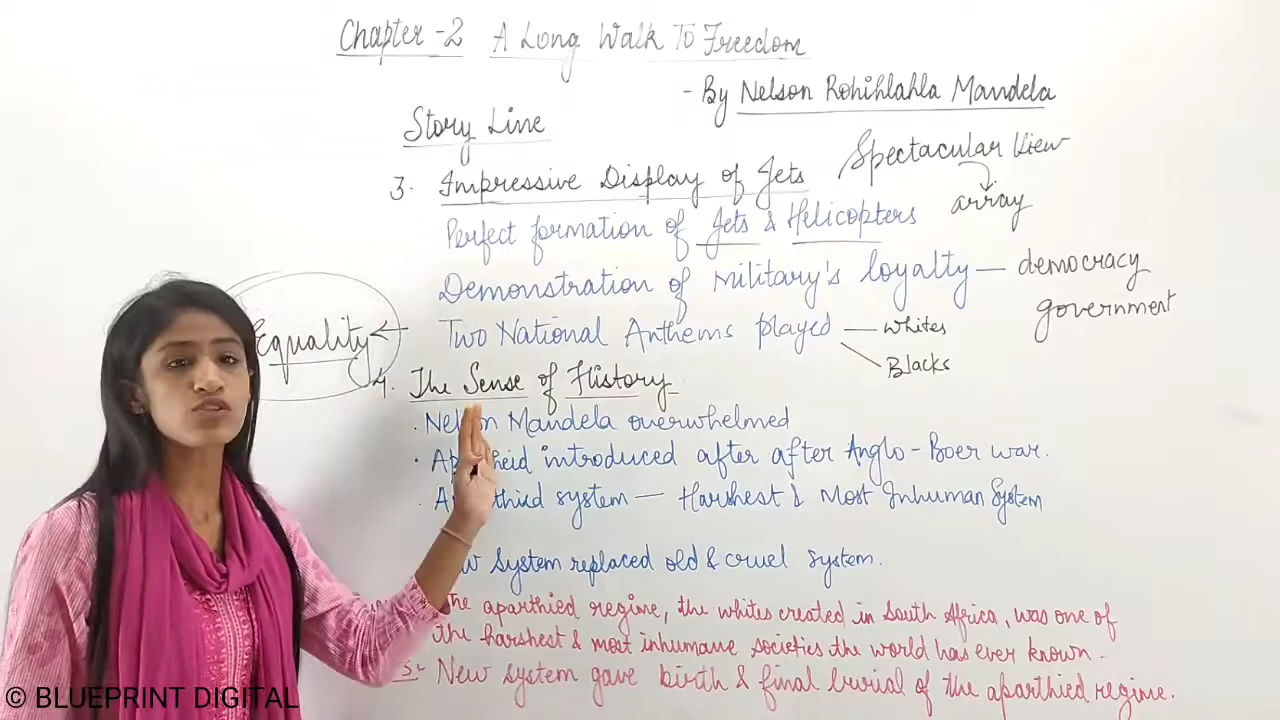 Chapter -2 A Long Walk To Freedom
- By Nelson Rohihlahla Mandela
Story Line
3. Impressive Display of Jets Spectacular View
array
Perfect formation of Jets & Helicopters
Demonstration of Military's loyalty — democracy
government
Equality ← Two National Anthems played — whites
Blacks
4. The Sense of History
. Nelson Mandela overwhelmed
. introduced after after Anglo - Boer war.
. system — Harshest & Most Inhuman System
System replaced old & cruel system.
aparthied regime, the whites created in South Africa, was one of
the harshest & most inhumane societies the world has ever known.
New system gave birth & final burial of the aparthied regime.
© BLUEPRINT DIGITAL